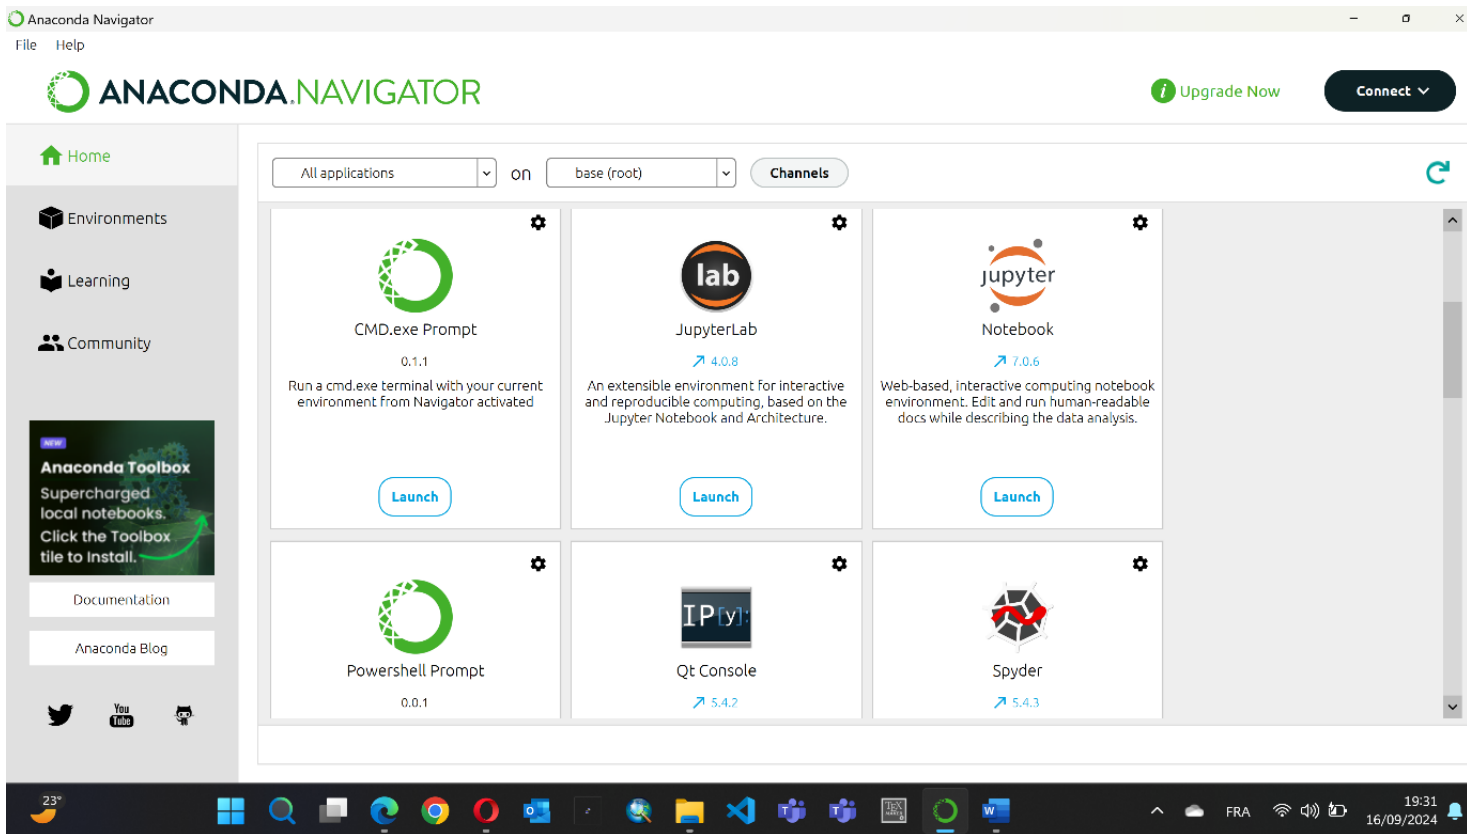 Anaconda Navigator
File Help
ANACONDA.NAVIGATOR
i Upgrade Now
Connect
Home
All applications on base (root) Channels
Environments
Learning
Community
CMD.exe Prompt
0.1.1
Run a cmd.exe terminal with your current
environment from Navigator activated
Launch
lab
JupyterLab
4.0.8
An extensible environment for interactive
and reproducible computing, based on the
Jupyter Notebook and Architecture.
Launch
jupyter
Notebook
7.0.6
Web-based, interactive computing notebook
environment. Edit and run human-readable
docs while describing the data analysis.
Launch
NEW
Anaconda Toolbox
Supercharged
local notebooks.
Click the Toolbox
tile to Install.
Documentation
Anaconda Blog
You
Tube
Powershell Prompt
0.0.1
IP[y]:
Qt Console
5.4.2
Spyder
5.4.3
23°
FRA
19:31
16/09/2024